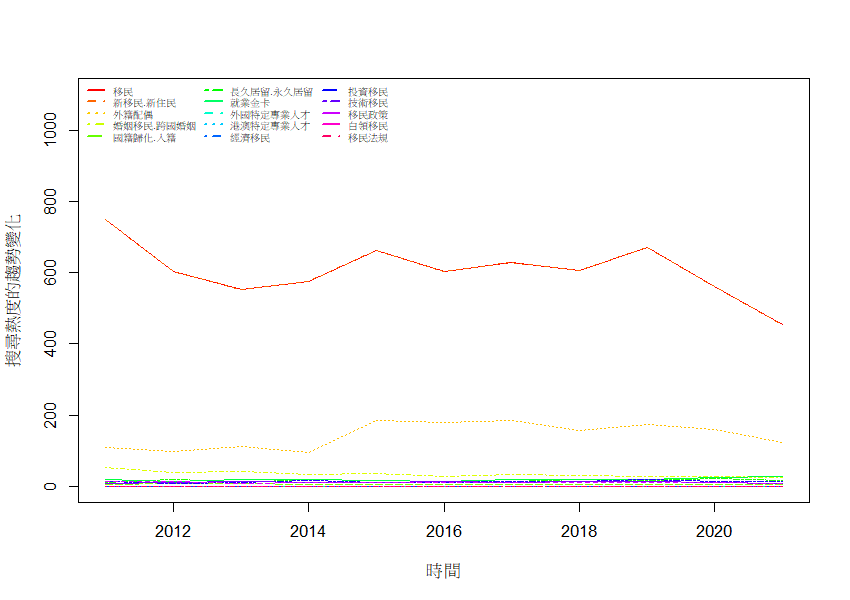 移民
新移民.新住民
外籍配偶
婚姻移民.跨國婚姻
國籍歸化.入籍
長久居留.永久居留
就業金卡
外國特定專業人才
港澳特定專業人才
經濟移民
投資移民
技術移民
移民政策
白領移民
移民法規
搜尋熱度的趨勢變化
1000
800
600
400
200
0
2012 2014 2016 2018 2020
時間